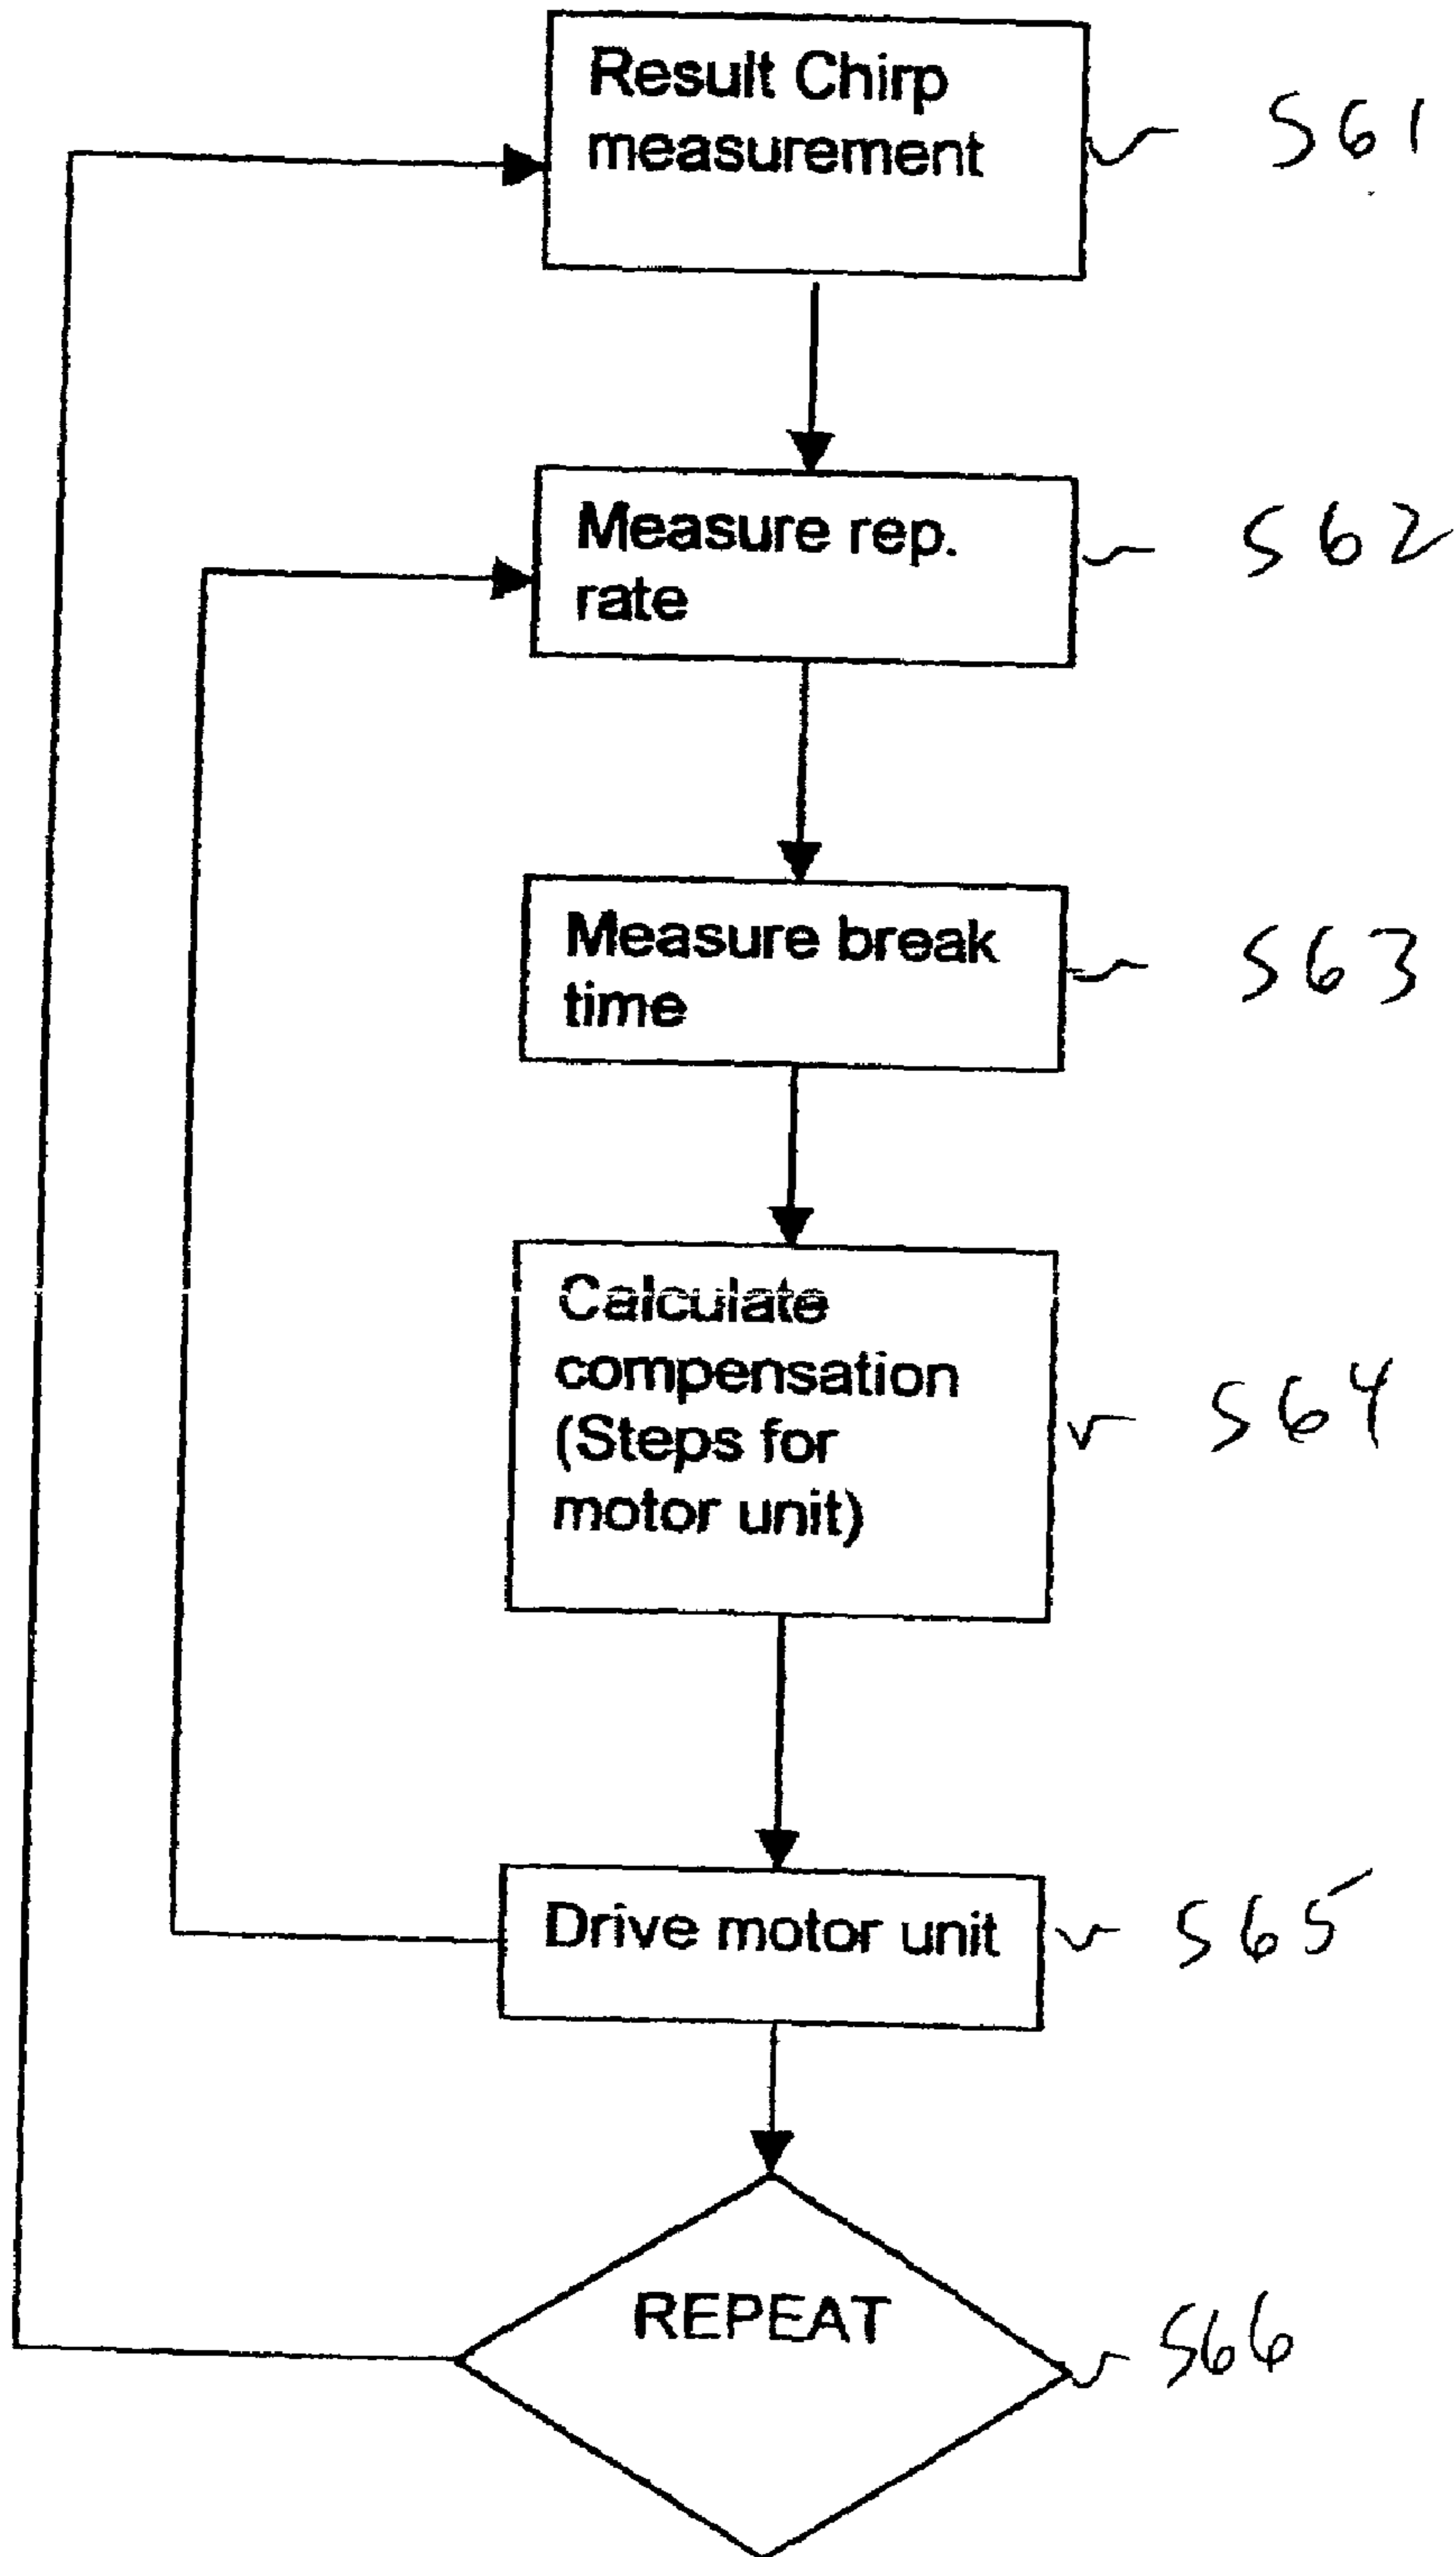 Result Chirp
measurement
S61
Measure rep.
rate
S62
Measure break
time
S63
Calculate
compensation
(Steps for
motor unit)
S64
Drive motor unit
S65
REPEAT
S66